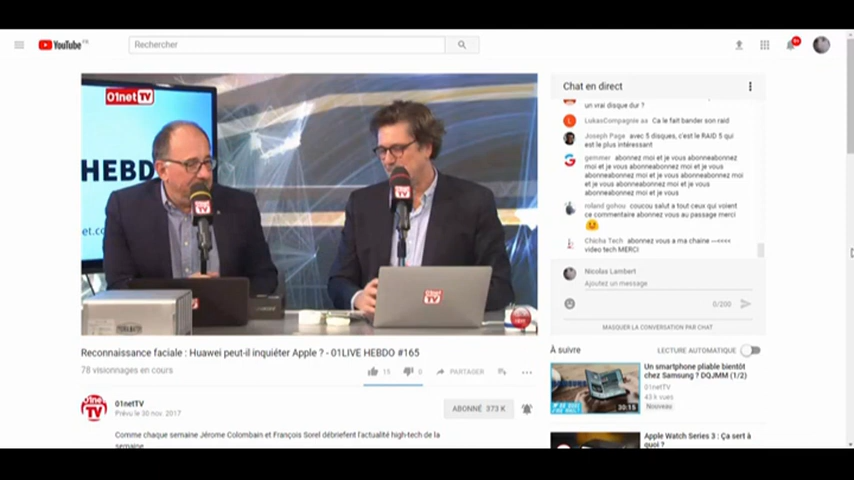 YouTube FR
Rechercher
9+
01net TV
HEBDO
et.co
TV
TV
01net TV
TV
Chat en direct
un vrai disque dur ?
LukasCompagnie aa Ca le fait bander son raid
Joseph Page avec 5 disques, c'est le RAID 5 qui
est le plus intéressant
gemmer abonnez moi et je vous abonneabonnez
moi et je vous abonneabonnez moi et je vous
abonneabonnez moi et je vous abonneabonnez moi
et je vous abonneabonnez moi et je vous
abonneabonnez moi et je vous
roland gohou coucou salut a tout ceux qui voient
ce commentaire abonnez vous au passage merci
Chicha Tech abonnez vous a ma chaine —<<<<
video tech MERCI
Nicolas Lambert
Ajoutez un message
0/200
MASQUER LA CONVERSATION PAR CHAT
Reconnaissance faciale : Huawei peut-il inquiéter Apple ? - 01LIVE HEBDO #165
78 visionnages en cours
15
0
PARTAGER
01netTV
Prévu le 30 nov. 2017
ABONNÉ 373 K
Comme chaque semaine Jérome Colombain et François Sorel débriefent l'actualité high-tech de la
semaine
À suivre
LECTURE AUTOMATIQUE
Un smartphone pliable bientôt
chez Samsung ? DQJMM (1/2)
01netTV
43 k vues
Nouveau
30:15
Apple Watch Series 3 : Ça sert à
quoi ?